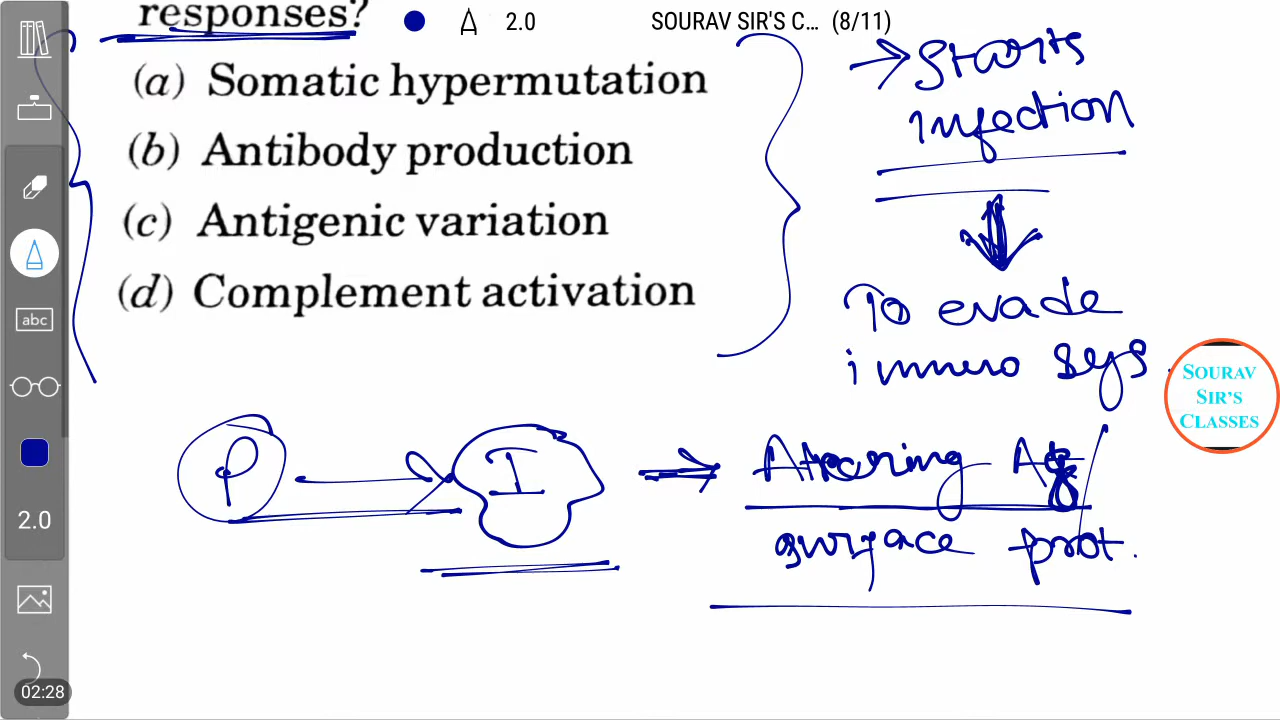 responses?
2.0 SOURAV SIR'S C... (8/11)
(a) Somatic hypermutation
(b) Antibody production
(c) Antigenic variation
(d) Complement activation
→ Starts
infection
To evade
immuno sys.
abc
SOURAV
SIR'S
CLASSES
P → I → Altering Ag/
surface prot.
2.0
02:28